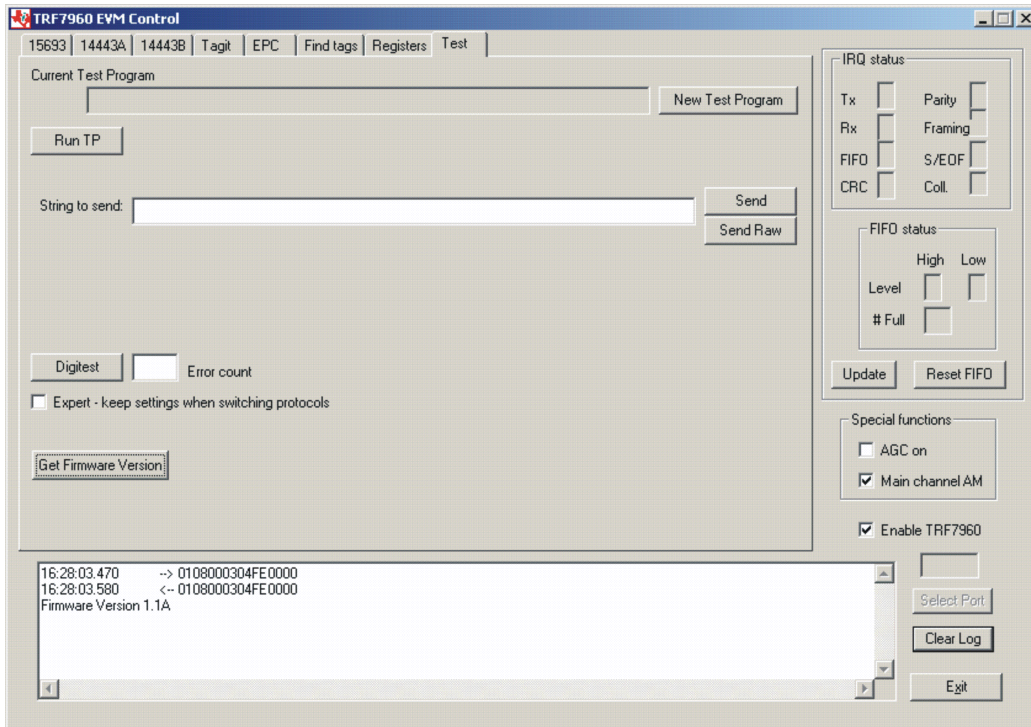 TRF7960 EVM Control
15693 14443A 14443B Tagit EPC Find tags Registers Test
Current Test Program
New Test Program
Run TP
String to send:
Send
Send Raw
Digitest
Error count
Expert - keep settings when switching protocols
Get Firmware Version
IRQ status
Tx Parity
Rx Framing
FIFO S/EOF
CRC Coll.
FIFO status
High Low
Level
# Full
Update Reset FIFO
Special functions
AGC on
Main channel AM
Enable TRF7960
16:28:03.470 --> 0108000304FE0000
16:28:03.580 <-- 0108000304FE0000
Firmware Version 1.1A
Select Port
Clear Log
Exit